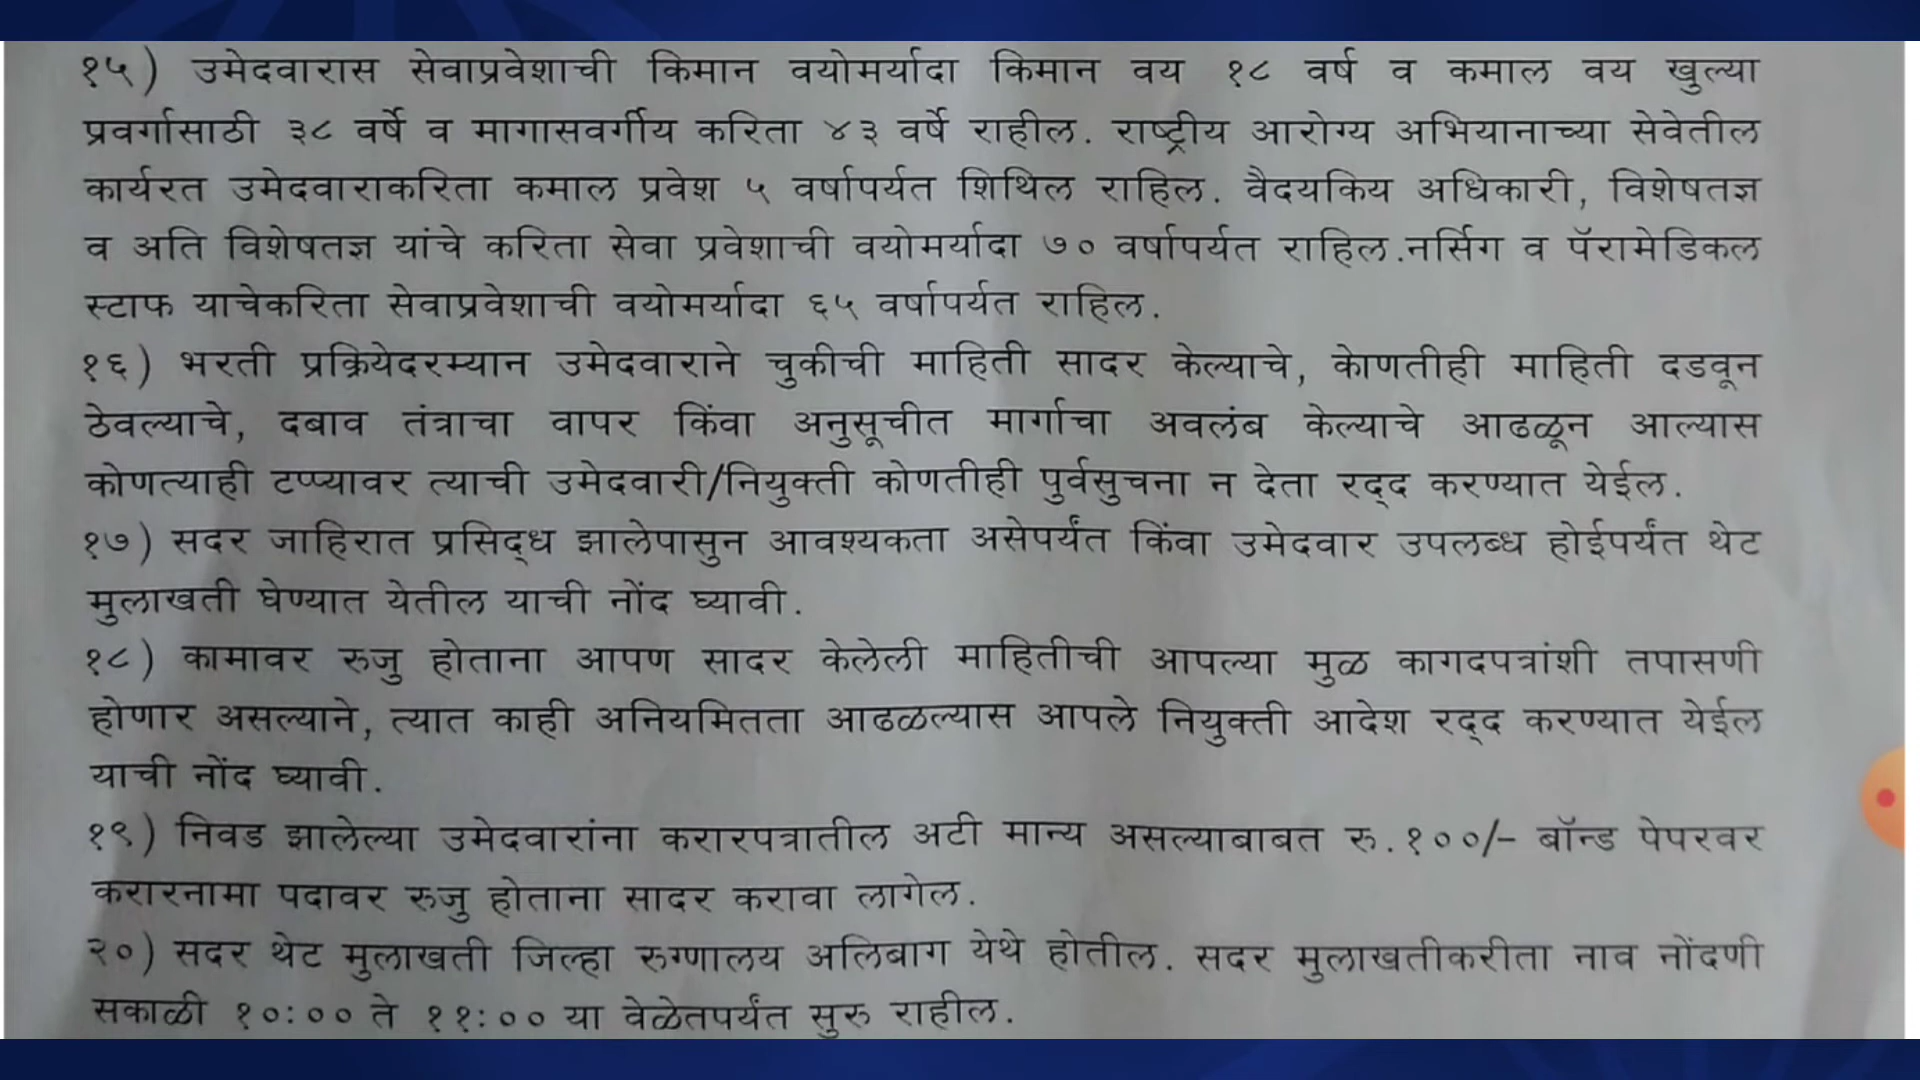 १५) उमेदवारास सेवाप्रवेशाची किमान वयोमर्यादा किमान वय १८ वर्ष व कमाल वय खुल्या
प्रवर्गासाठी ३८ वर्षे व मागासवर्गीय करिता ४३ वर्षे राहील. राष्ट्रीय आरोग्य अभियानाच्या सेवेतील
कार्यरत उमेदवाराकरिता कमाल प्रवेश ५ वर्षापर्यत शिथिल राहिल. वैदयकिय अधिकारी, विशेषतज्ञ
व अति विशेषतज्ञ यांचे करिता सेवा प्रवेशाची वयोमर्यादा ७० वर्षापर्यत राहिल.नर्सिग व पॅरामेडिकल
स्टाफ याचेकरिता सेवाप्रवेशाची वयोमर्यादा ६५ वर्षापर्यत राहिल.
१६) भरती प्रक्रियेदरम्यान उमेदवाराने चुकीची माहिती सादर केल्याचे, केाणतीही माहिती दडवून
ठेवल्याचे, दबाव तंत्राचा वापर किंवा अनुसूचीत मार्गाचा अवलंब केल्याचे आढळून आल्यास
कोणत्याही टप्प्यावर त्याची उमेदवारी/नियुक्ती कोणतीही पुर्वसुचना न देता रद्द करण्यात येईल.
१७) सदर जाहिरात प्रसिद्ध झालेपासुन आवश्यकता असेपर्यंत किंवा उमेदवार उपलब्ध होईपर्यंत थेट
मुलाखती घेण्यात येतील याची नोंद घ्यावी.
१८) कामावर रुजु होताना आपण सादर केलेली माहितीची आपल्या मुळ कागदपत्रांशी तपासणी
होणार असल्याने, त्यात काही अनियमितता आढळल्यास आपले नियुक्ती आदेश रद्द करण्यात येईल
याची नोंद घ्यावी.
१९) निवड झालेल्या उमेदवारांना करारपत्रातील अटी मान्य असल्याबाबत रु.१००/- बॉन्ड पेपरवर
करारनामा पदावर रुजु होताना सादर करावा लागेल.
२०) सदर थेट मुलाखती जिल्हा रुग्णालय अलिबाग येथे होतील. सदर मुलाखतीकरीता नाव नोंदणी
सकाळी १०:०० ते ११:०० या वेळेतपर्यंत सुरु राहील.